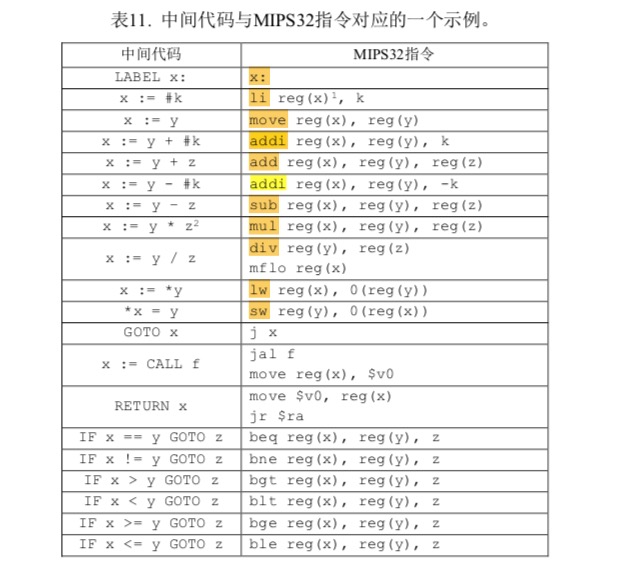 表11. 中间代码与MIPS32指令对应的一个示例。
中间代码 MIPS32指令
LABEL x: x:
x := #k li reg(x)¹, k
x := y move reg(x), reg(y)
x := y + #k addi reg(x), reg(y), k
x := y + z add reg(x), reg(y), reg(z)
x := y - #k addi reg(x), reg(y), -k
x := y - z sub reg(x), reg(y), reg(z)
x := y * z² mul reg(x), reg(y), reg(z)
x := y / z div reg(y), reg(z)
mflo reg(x)
x := *y lw reg(x), 0(reg(y))
*x = y sw reg(y), 0(reg(x))
GOTO x j x
x := CALL f jal f
move reg(x), $v0
RETURN x move $v0, reg(x)
jr $ra
IF x == y GOTO z beq reg(x), reg(y), z
IF x != y GOTO z bne reg(x), reg(y), z
IF x > y GOTO z bgt reg(x), reg(y), z
IF x < y GOTO z blt reg(x), reg(y), z
IF x >= y GOTO z bge reg(x), reg(y), z
IF x <= y GOTO z ble reg(x), reg(y), z